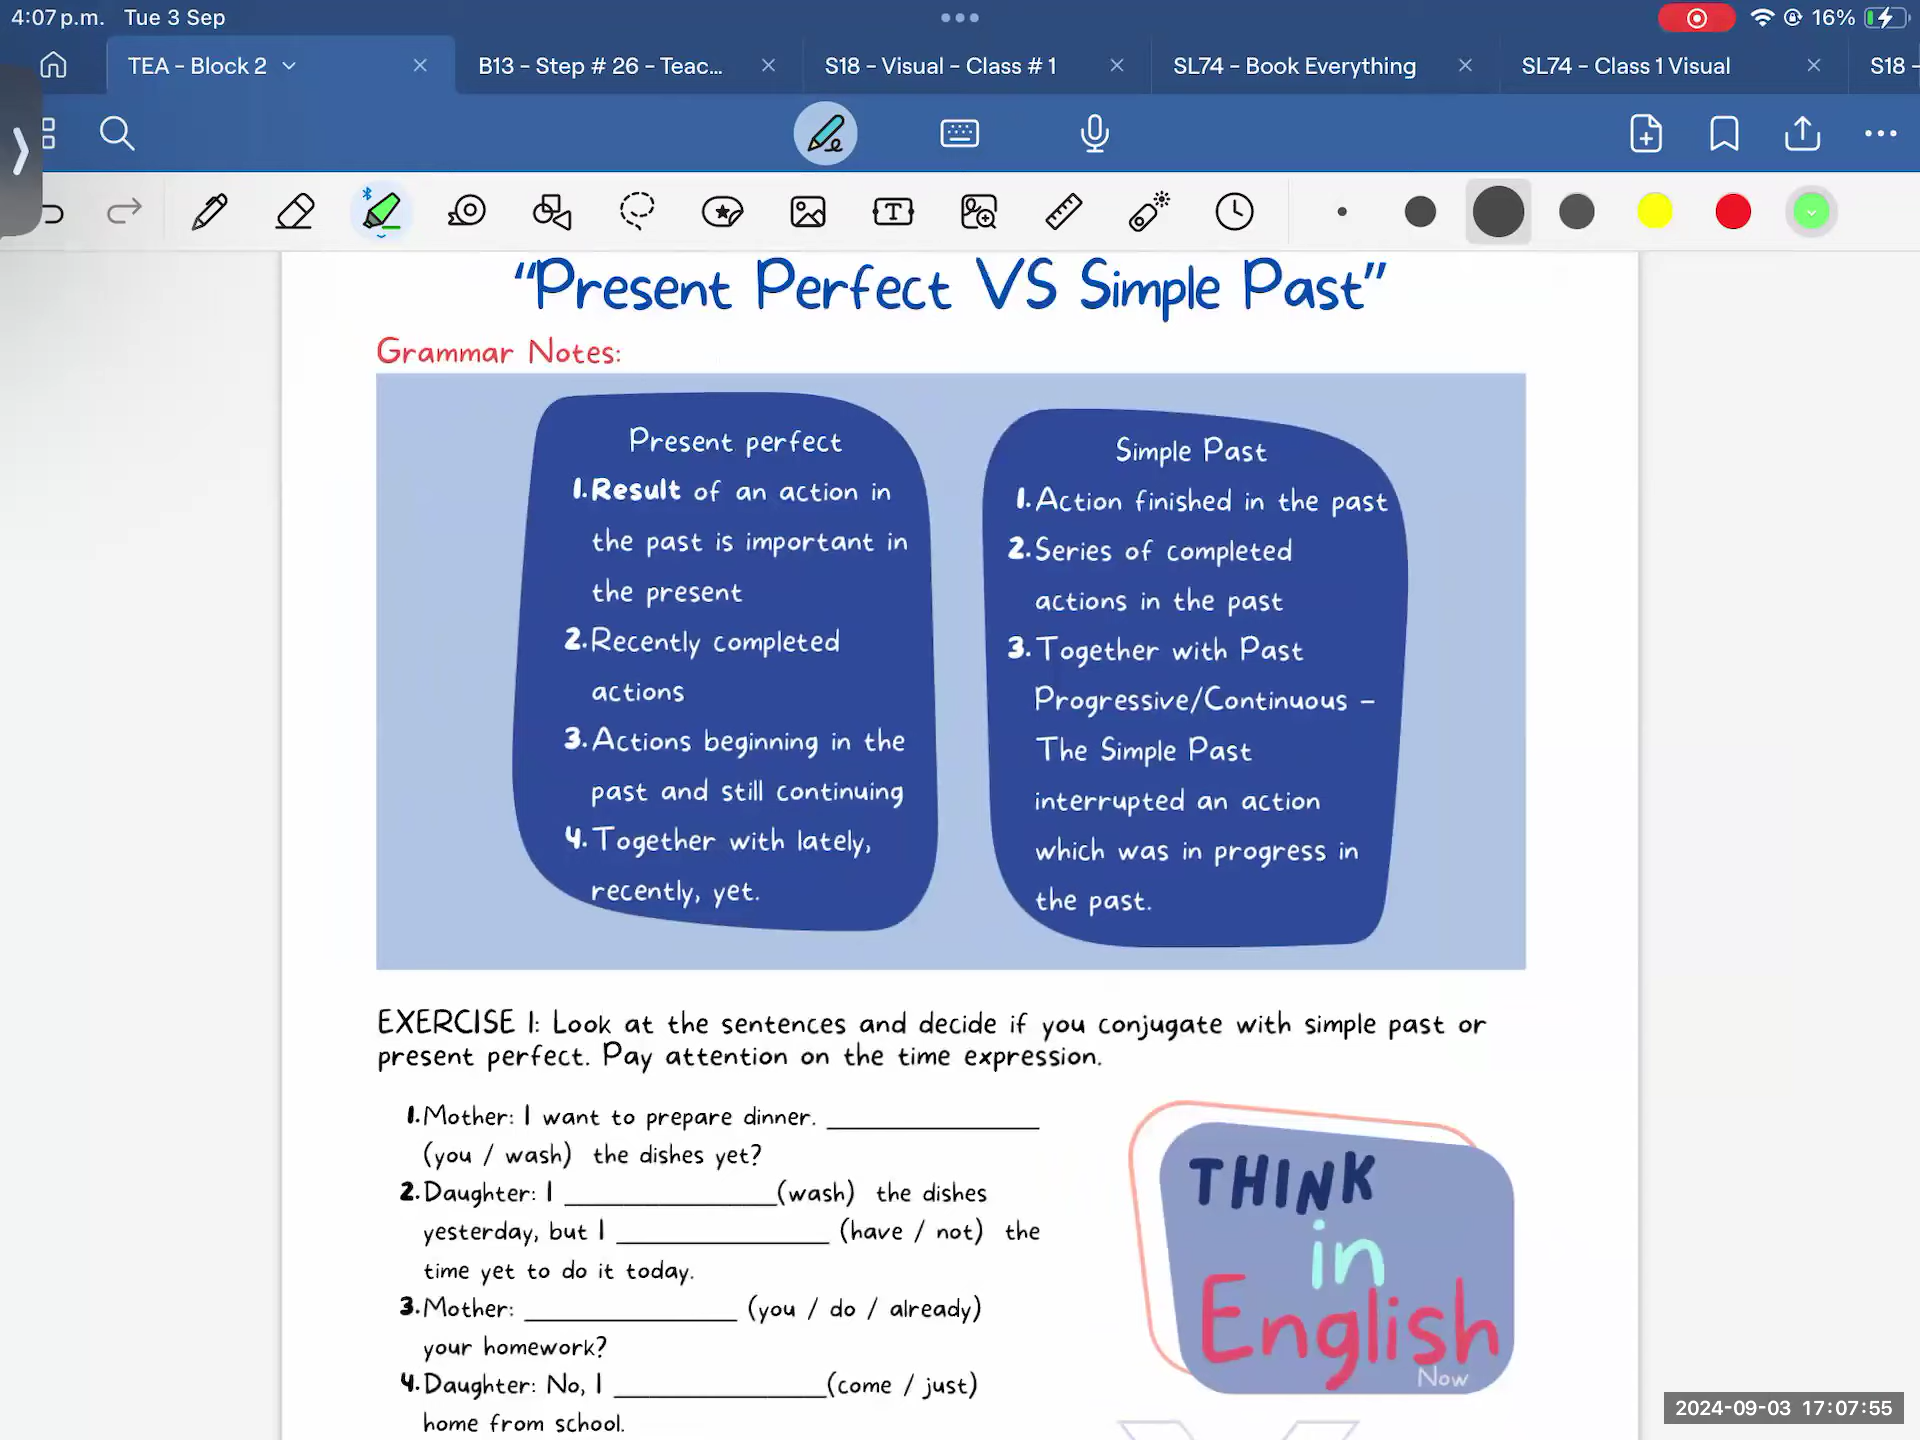 4:07 p.m. Tue 3 Sep
16%
TEA - Block 2
B13 - Step # 26 - Teac...
S18 - Visual - Class # 1
SL74 - Book Everything
SL74 - Class 1 Visual
S18 -
"Present Perfect VS Simple Past"
Grammar Notes:
Present perfect
1. Result of an action in
the past is important in
the present
2. Recently completed
actions
3. Actions beginning in the
past and still continuing
4. Together with lately,
recently, yet.
Simple Past
1. Action finished in the past
2. Series of completed
actions in the past
3. Together with Past
Progressive/Continuous -
The Simple Past
interrupted an action
which was in progress in
the past.
EXERCISE 1: Look at the sentences and decide if you conjugate with simple past or
present perfect. Pay attention on the time expression.
1. Mother: I want to prepare dinner. _______________
(you / wash) the dishes yet?
2. Daughter: I _______________(wash) the dishes
yesterday, but I _______________ (have / not) the
time yet to do it today.
3. Mother: _______________ (you / do / already)
your homework?
4. Daughter: No, I _______________(come / just)
home from school.
THINK
in
English
Now
2024-09-03 17:07:55